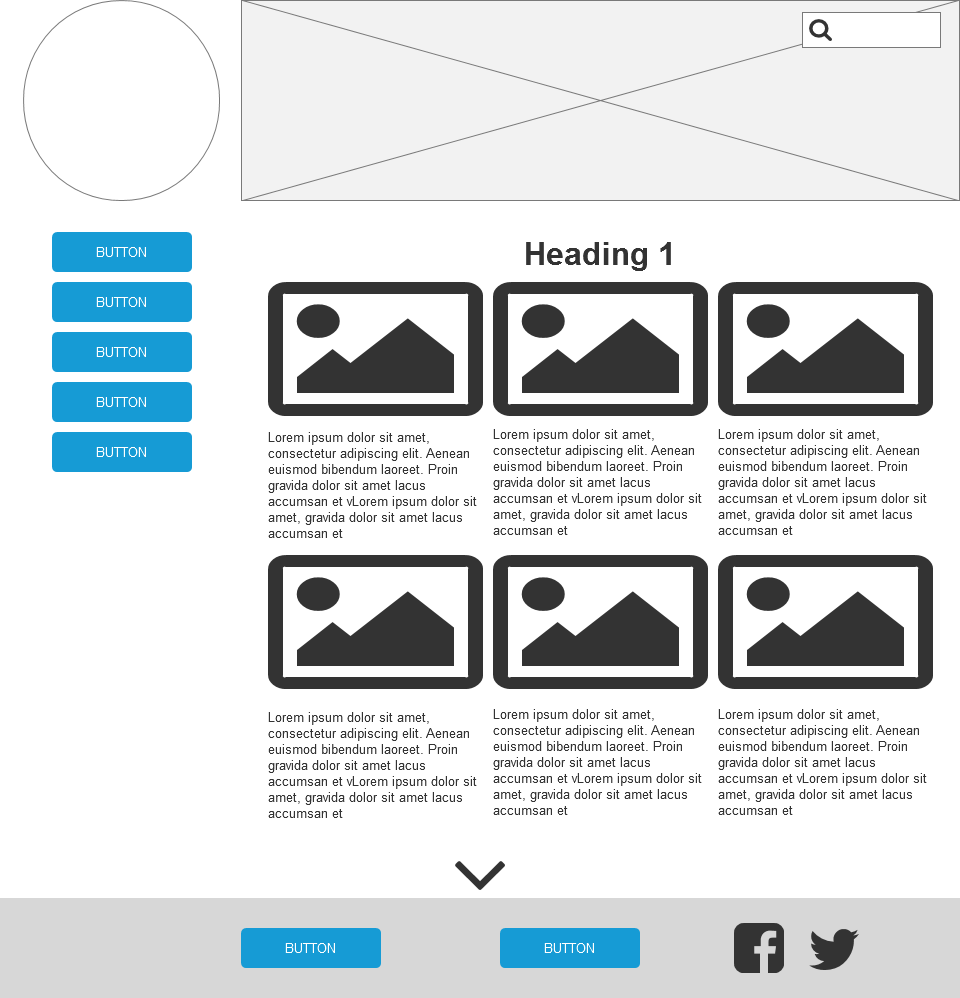 BUTTON
BUTTON
BUTTON
BUTTON
BUTTON
Heading 1
Lorem ipsum dolor sit amet,
consectetur adipiscing elit. Aenean
euismod bibendum laoreet. Proin
gravida dolor sit amet lacus
accumsan et vLorem ipsum dolor sit
amet, gravida dolor sit amet lacus
accumsan et
Lorem ipsum dolor sit amet,
consectetur adipiscing elit. Aenean
euismod bibendum laoreet. Proin
gravida dolor sit amet lacus
accumsan et vLorem ipsum dolor sit
amet, gravida dolor sit amet lacus
accumsan et
Lorem ipsum dolor sit amet,
consectetur adipiscing elit. Aenean
euismod bibendum laoreet. Proin
gravida dolor sit amet lacus
accumsan et vLorem ipsum dolor sit
amet, gravida dolor sit amet lacus
accumsan et
Lorem ipsum dolor sit amet,
consectetur adipiscing elit. Aenean
euismod bibendum laoreet. Proin
gravida dolor sit amet lacus
accumsan et vLorem ipsum dolor sit
amet, gravida dolor sit amet lacus
accumsan et
Lorem ipsum dolor sit amet,
consectetur adipiscing elit. Aenean
euismod bibendum laoreet. Proin
gravida dolor sit amet lacus
accumsan et vLorem ipsum dolor sit
amet, gravida dolor sit amet lacus
accumsan et
Lorem ipsum dolor sit amet,
consectetur adipiscing elit. Aenean
euismod bibendum laoreet. Proin
gravida dolor sit amet lacus
accumsan et vLorem ipsum dolor sit
amet, gravida dolor sit amet lacus
accumsan et
BUTTON
BUTTON